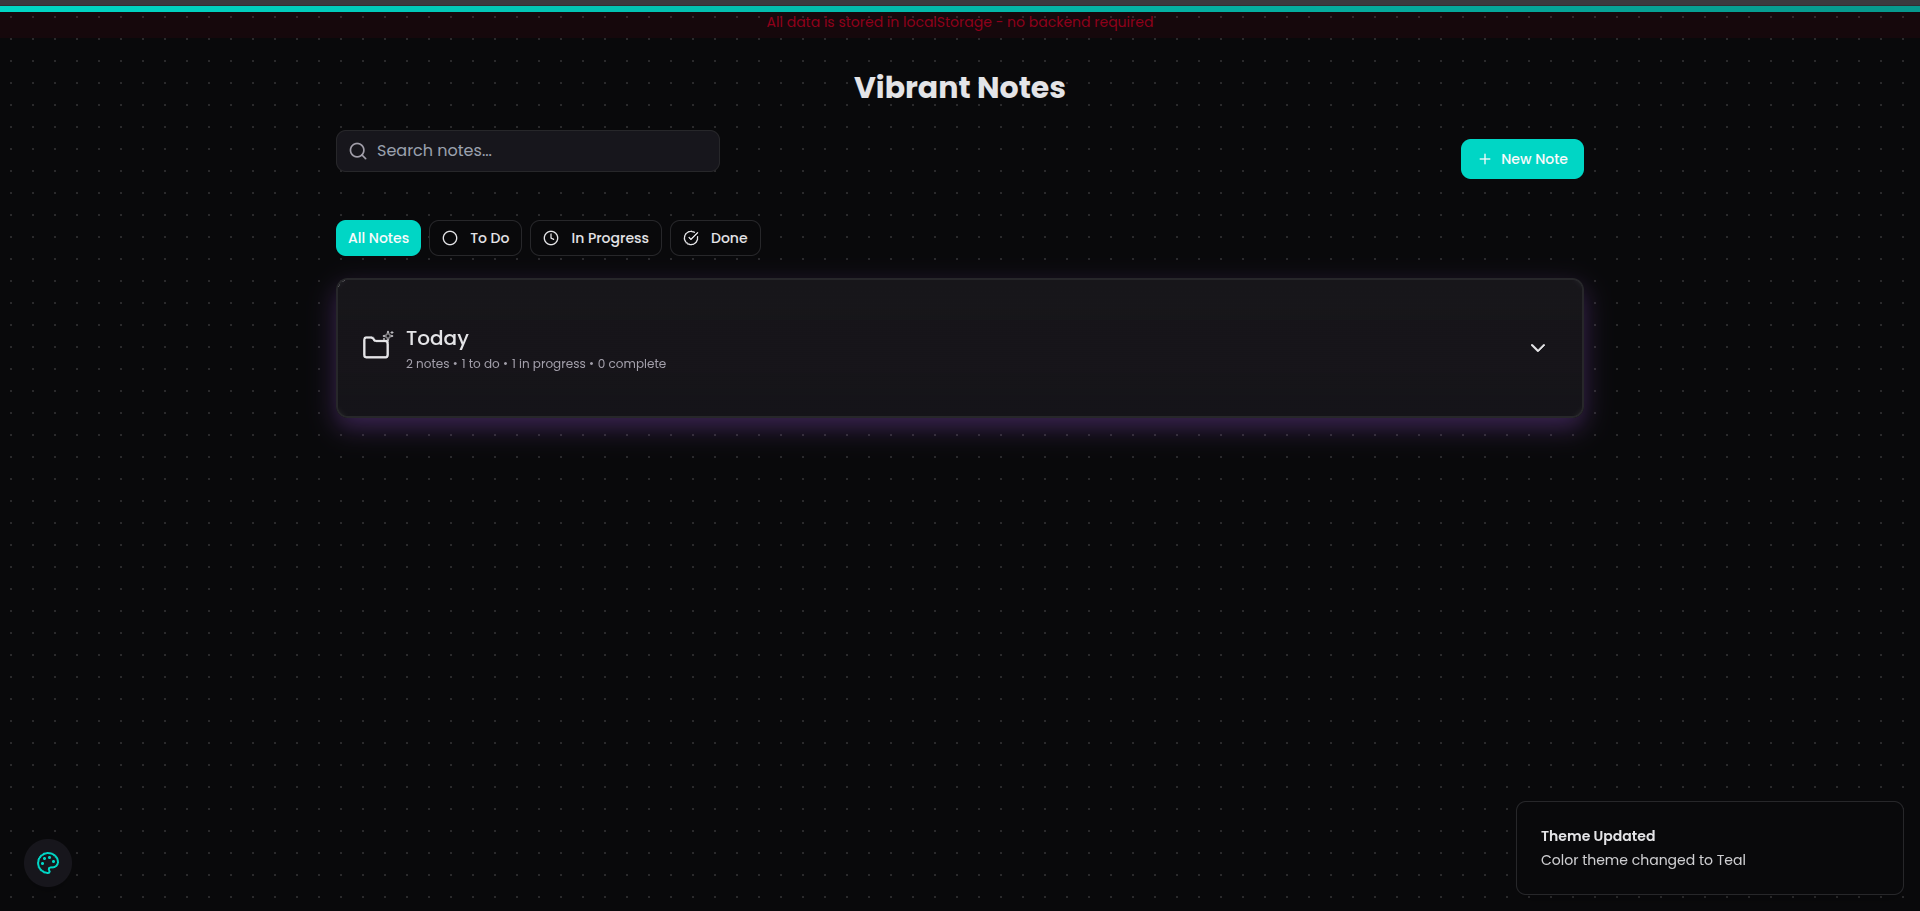 All data is stored in localStorage - no backend required
Vibrant Notes
Search notes...
+ New Note
All Notes
To Do
In Progress
Done
Today
2 notes • 1 to do • 1 in progress • 0 complete
Theme Updated
Color theme changed to Teal